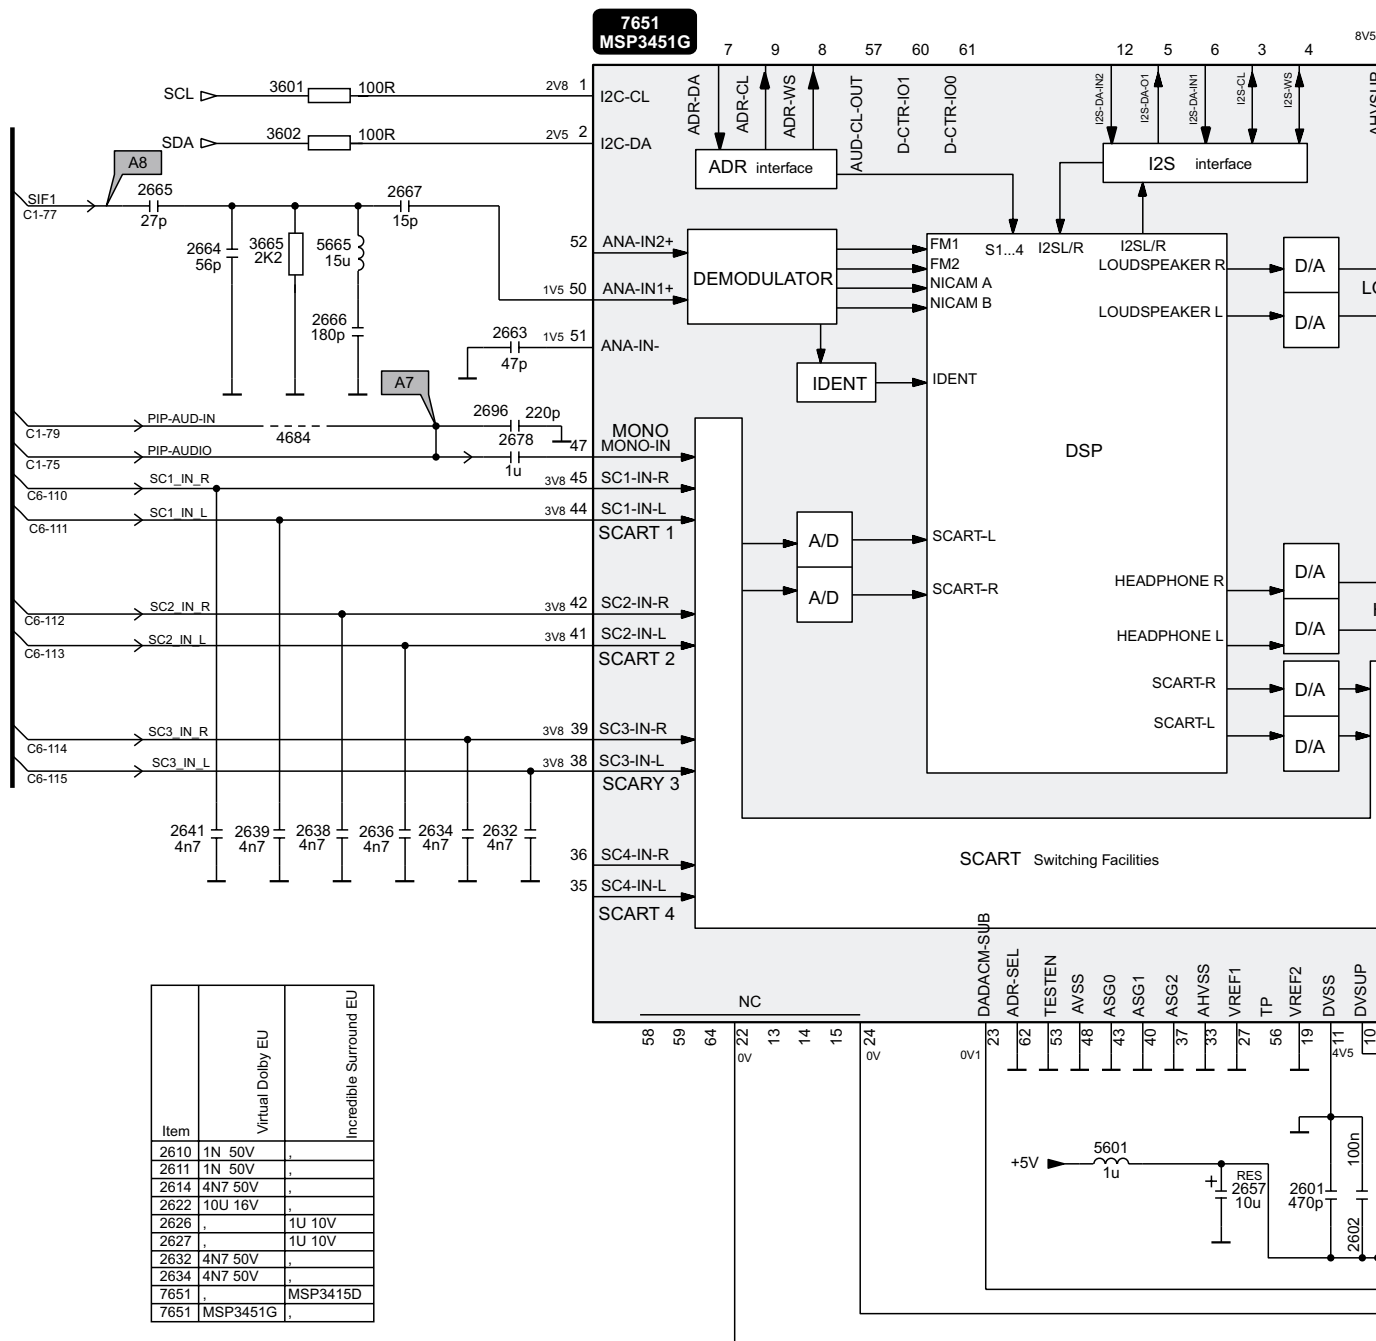 7651
MSP3451G
7 9 8 57 60 61 12 5 6 3 4
8V5
SCL 3601 100R 2V8 1 I2C-CL
SDA 3602 100R 2V5 2 I2C-DA
ADR-DA
ADR-CL
ADR-WS
AUD-CL-OUT
D-CTR-IO1
D-CTR-IO0
I2S-DA-IN2
I2S-DA-O1
I2S-DA-IN1
I2S-CL
I2S-WS
AHVSUP
ADR interface
I2S interface
A8
SIF1
C1-77
2665
27p
2664
56p
3665
2K2
5665
15u
2666
180p
2667
15p
52 ANA-IN2+
1V5 50 ANA-IN1+
2663
47p
1V5 51 ANA-IN-
DEMODULATOR
IDENT
FM1
FM2
NICAM A
NICAM B
IDENT
S1...4
I2SL/R
I2SL/R
LOUDSPEAKER R
LOUDSPEAKER L
D/A
D/A
LO
DSP
A7
PIP-AUD-IN
C1-79
4684
2696 220p
PIP-AUDIO
C1-75
2678
1u
47
MONO
MONO-IN
SC1_IN_R
C6-110
3V8 45 SC1-IN-R
SC1_IN_L
C6-111
3V8 44 SC1-IN-L
SCART 1
A/D
A/D
SCART-L
SCART-R
SC2_IN_R
C6-112
3V8 42 SC2-IN-R
SC2_IN_L
C6-113
3V8 41 SC2-IN-L
SCART 2
HEADPHONE R
HEADPHONE L
D/A
D/A
SCART-R
SCART-L
D/A
D/A
SC3_IN_R
C6-114
3V8 39 SC3-IN-R
SC3_IN_L
C6-115
3V8 38 SC3-IN-L
SCARY 3
2641
4n7
2639
4n7
2638
4n7
2636
4n7
2634
4n7
2632
4n7
36 SC4-IN-R
35 SC4-IN-L
SCART 4
SCART Switching Facilities
NC
58
59
64
22
0V
13
14
15
24
0V
DADACM-SUB
ADR-SEL
TESTEN
AVSS
ASG0
ASG1
ASG2
AHVSS
VREF1
TP
VREF2
DVSS
DVSUP
0V1
23
62
53
48
43
40
37
33
27
56
19
11
4V5
10
+5V
5601
1u
RES
+
2657
10u
2601
470p
100n
2602
Item Virtual Dolby EU Incredible Surround EU
2610 1N 50V ,
2611 1N 50V ,
2614 4N7 50V ,
2622 10U 16V ,
2626 , 1U 10V
2627 , 1U 10V
2632 4N7 50V ,
2634 4N7 50V ,
7651 , MSP3415D
7651 MSP3451G ,